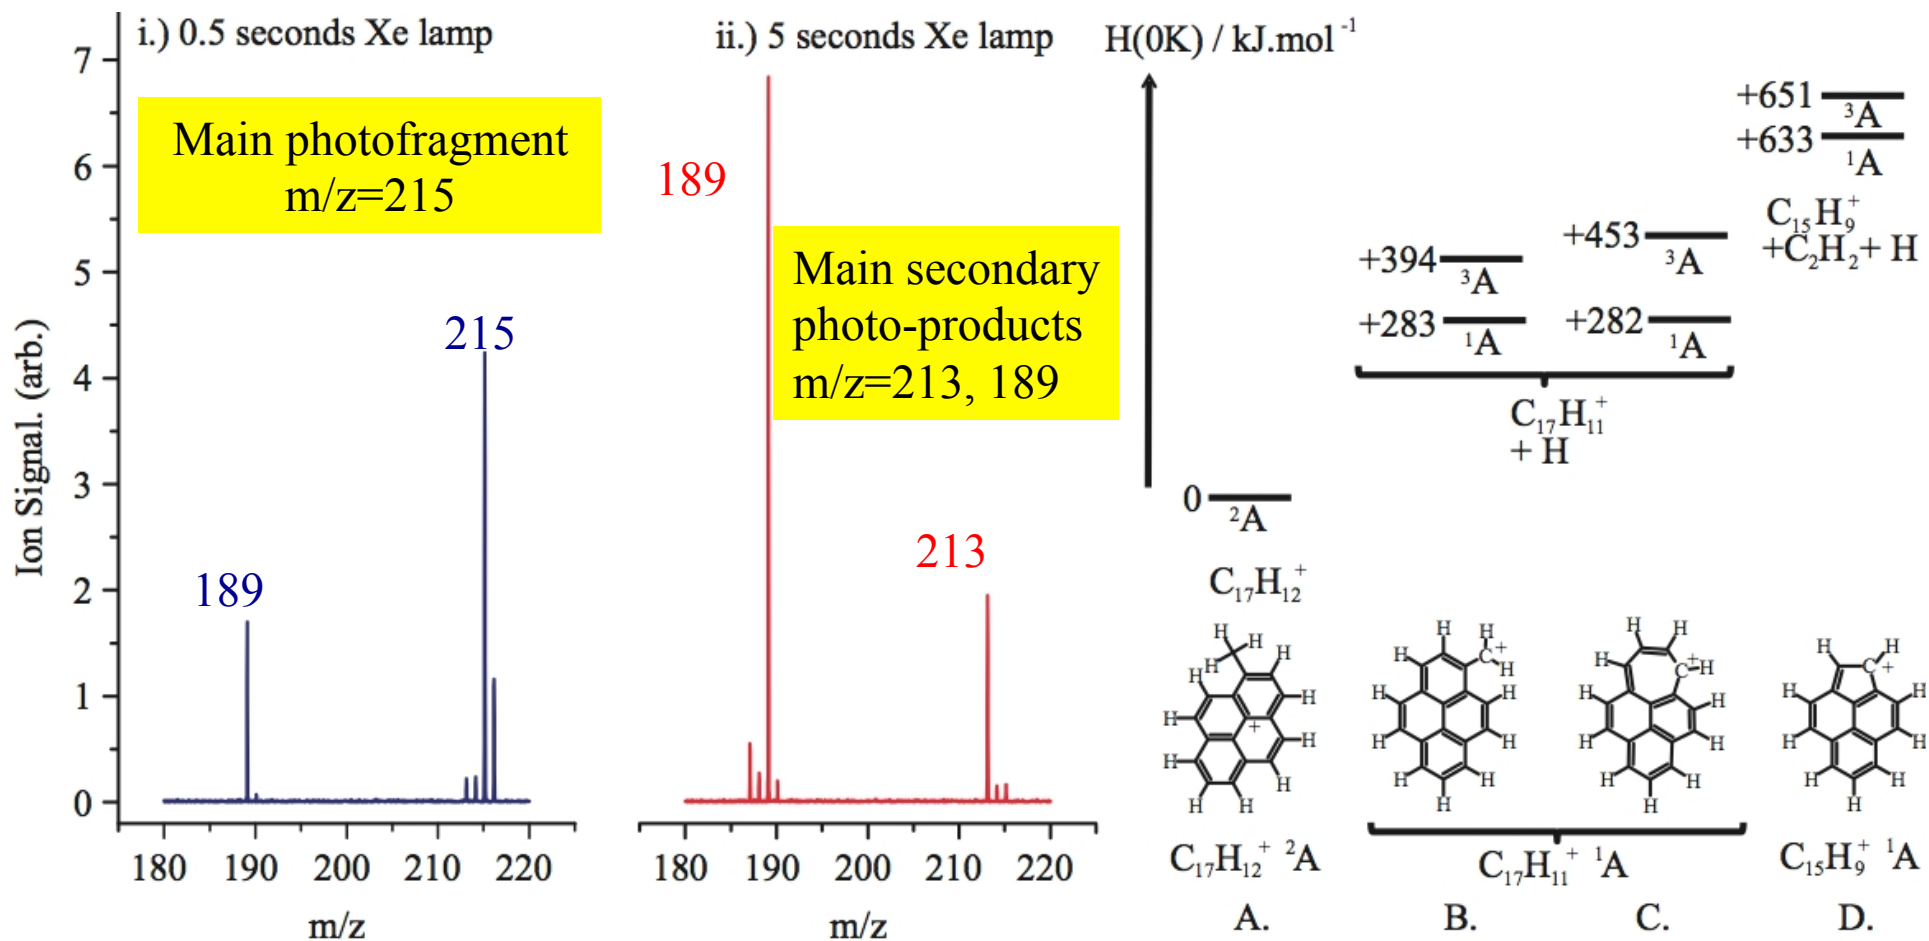 i.) 0.5 seconds Xe lamp
ii.) 5 seconds Xe lamp
H(0K) / kJ.mol⁻¹
Main photofragment
m/z=215
189
215
Main secondary
photo-products
m/z=213, 189
189
213
Ion Signal. (arb.)
7
6
5
4
3
2
1
0
180 190 200 210 220
m/z
180 190 200 210 220
m/z
+651
³A
+633
¹A
C₁₅H₉⁺
+C₂H₂+ H
+453
³A
+394
³A
+283
¹A
+282
¹A
C₁₇H₁₁⁺
+ H
0
²A
C₁₇H₁₂⁺
H H H H H H H H H H H H +
H H H H H H H H H H H C⁺
H H H H H H H H H H H C⁺
H H H H H H H H H C +
C₁₇H₁₂⁺ ²A
C₁₇H₁₁⁺ ¹A
C₁₅H₉⁺ ¹A
A.
B.
C.
D.